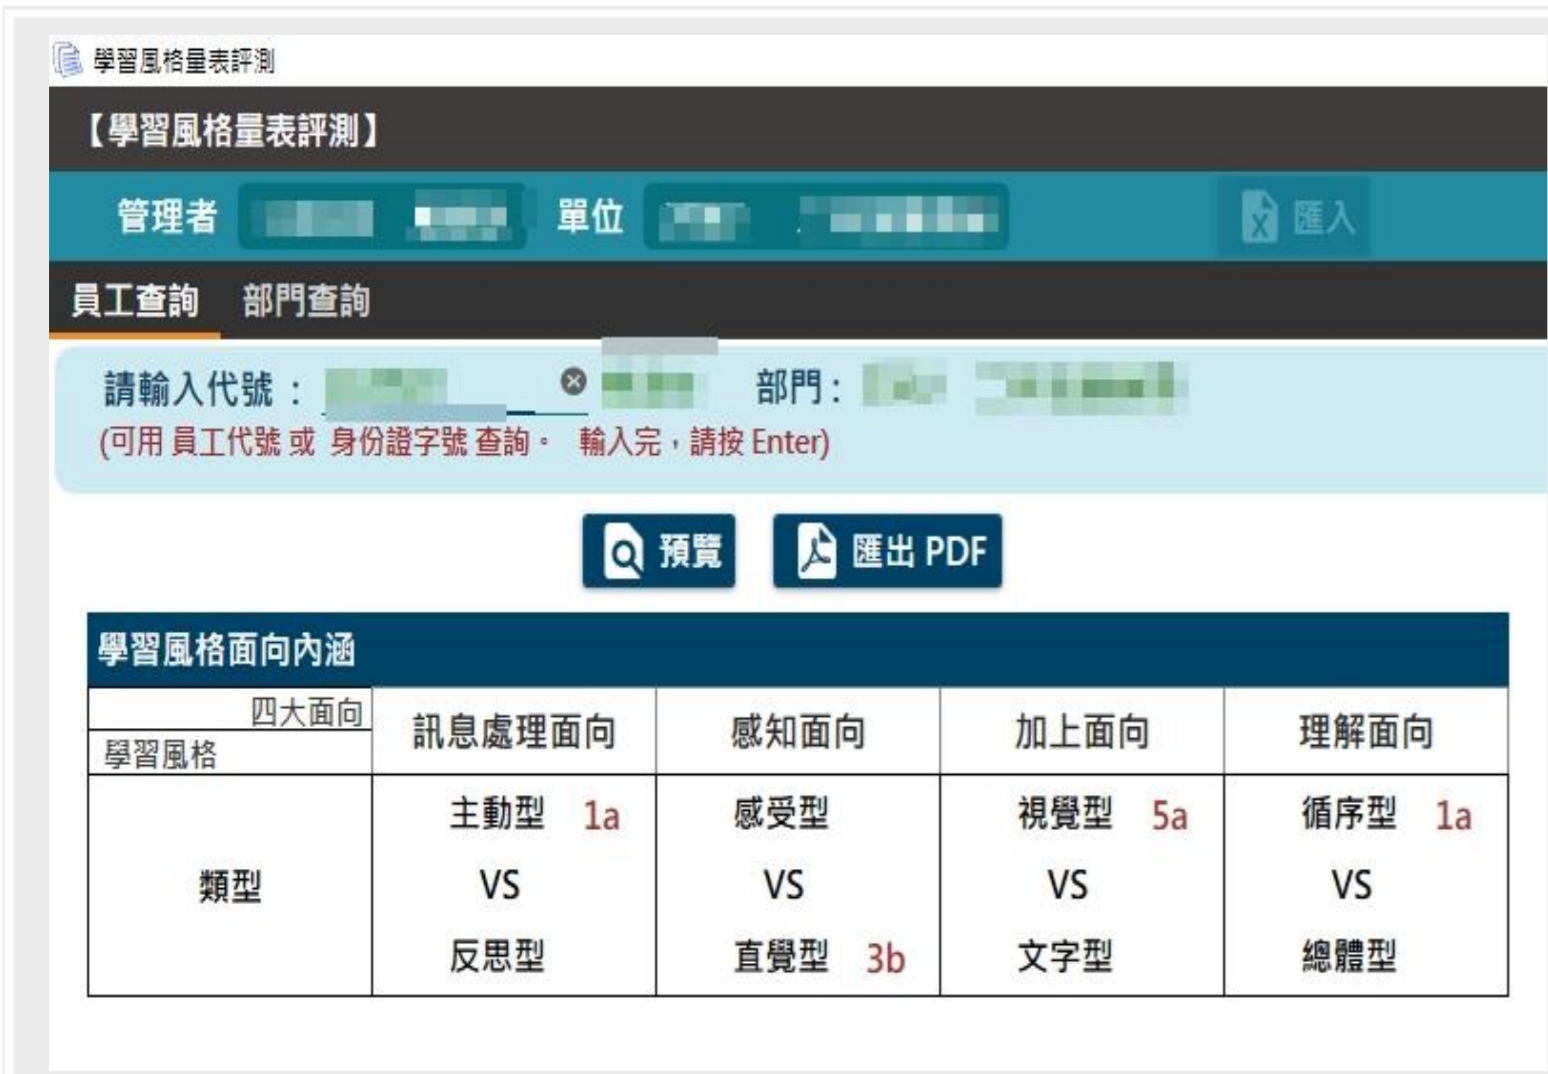 學習風格量表評測
【學習風格量表評測】
管理者 單位 匯入
員工查詢 部門查詢
請輸入代號： 部門：
(可用 員工代號 或 身份證字號 查詢。 輸入完，請按 Enter)
預覽 匯出 PDF
學習風格面向內涵
四大面向
學習風格
訊息處理面向 感知面向 加上面向 理解面向
主動型 1a 感受型 視覺型 5a 循序型 1a
類型 VS VS VS VS
反思型 直覺型 3b 文字型 總體型